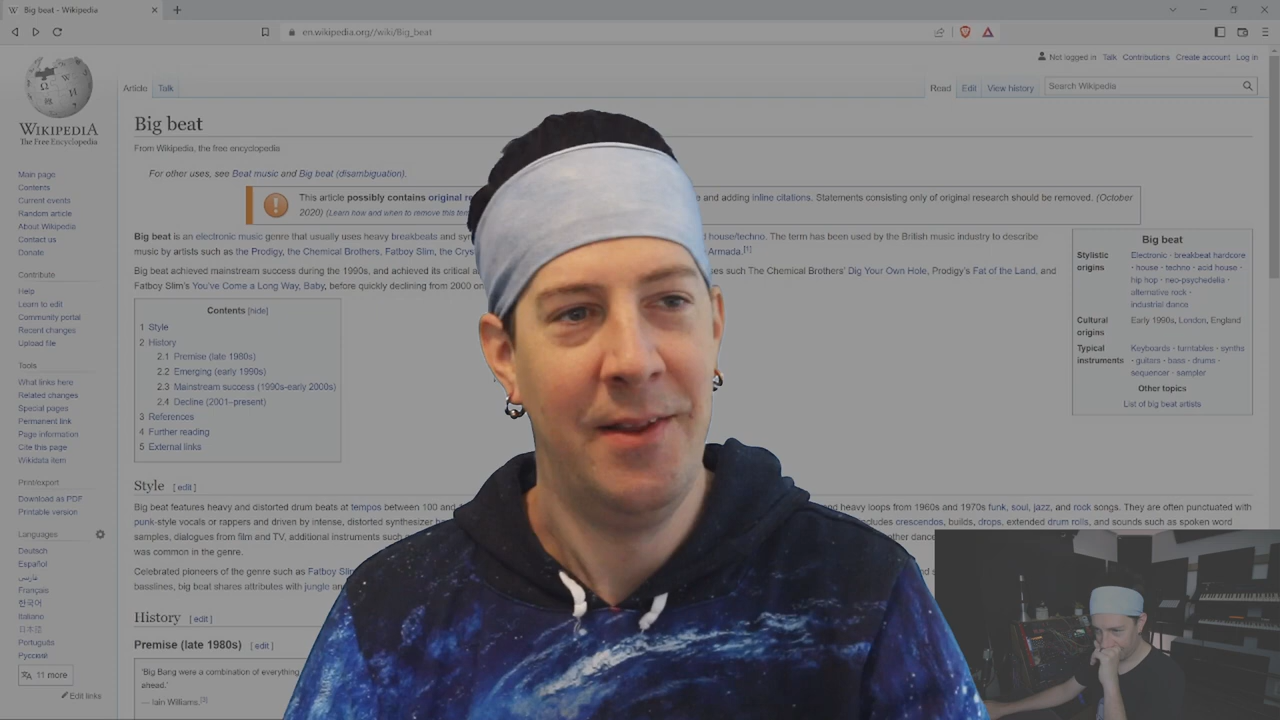 Big beat - Wikipedia
en.wikipedia.org//wiki/Big_beat
Not logged in Talk Contributions Create account Log in
Article Talk
Read Edit View history
Search Wikipedia
WIKIPEDIA
The Free Encyclopedia
Big beat
From Wikipedia, the free encyclopedia
For other uses, see Beat music and Big beat (disambiguation).
This article possibly contains original re
and adding inline citations. Statements consisting only of original research should be removed. (October
2020) (Learn how and when to remove this
Big beat is an electronic music genre that usually uses heavy breakbeats and
house/techno. The term has been used by the British music industry to describe
music by artists such as the Prodigy, the Chemical Brothers, Fatboy Slim, the
Armada.[1]
Big beat achieved mainstream success during the 1990s, and achieved its critical
such The Chemical Brothers' Dig Your Own Hole, Prodigy's Fat of the Land, and
Fatboy Slim's You've Come a Long Way, Baby, before quickly declining from 2000
Contents [hide]
1 Style
2 History
2.1 Premise (late 1980s)
2.2 Emerging (early 1990s)
2.3 Mainstream success (1990s-early 2000s)
2.4 Decline (2001–present)
3 References
4 Further reading
5 External links
Big beat
Stylistic origins
Electronic · breakbeat hardcore
· house · techno · acid house ·
hip hop · neo-psychedelia ·
alternative rock ·
industrial dance
Cultural origins
Early 1990s, London, England
Typical instruments
Keyboards · turntables · synths
· guitars · bass · drums ·
sequencer · sampler
Other topics
List of big beat artists
Style [ edit ]
Big beat features heavy and distorted drum beats at tempos between 100 and
heavy loops from 1960s and 1970s funk, soul, jazz, and rock songs. They are often punctuated with
punk-style vocals or rappers and driven by intense, distorted synthesizer
crescendos, builds, drops, extended drum rolls, and sounds such as spoken word
samples, dialogues from film and TV, additional instruments such
other
was common in the genre.
Celebrated pioneers of the genre such as Fatboy
basslines, big beat shares attributes with jungle
History [ edit ]
Premise (late 1980s) [ edit ]
'Big Bang were a combination of everything
ahead.'
— Iain Williams,[3]
Main page
Contents
Current events
Random article
About Wikipedia
Contact us
Donate
Contribute
Help
Learn to edit
Community portal
Recent changes
Upload file
Tools
What links here
Related changes
Special pages
Permanent link
Page information
Cite this page
Wikidata item
Print/export
Download as PDF
Printable version
Languages
Deutsch
Español
فارسی
Français
한국어
Italiano
日本語
Português
Русский
11 more
Edit links